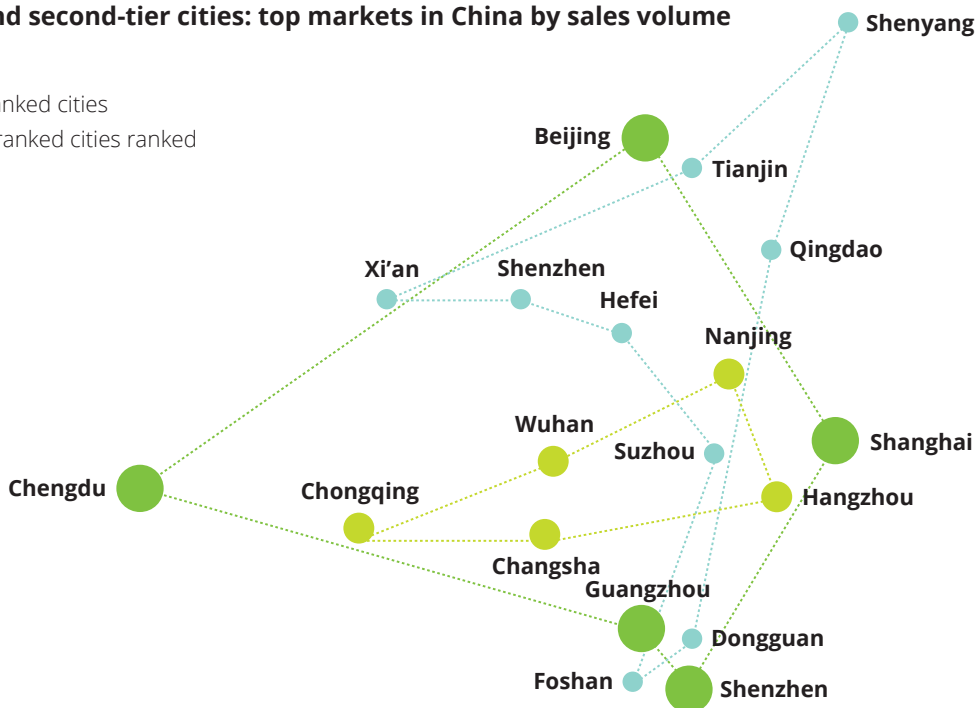 nd second-tier cities: top markets in China by sales volume
Shenyang
anked cities
Beijing
ranked cities ranked
Tianjin
Qingdao
Xi’an
Shenzhen
Hefei
Nanjing
Wuhan
Shanghai
Suzhou
Chengdu
Chongqing
Hangzhou
Changsha
Guangzhou
Dongguan
Foshan
Shenzhen